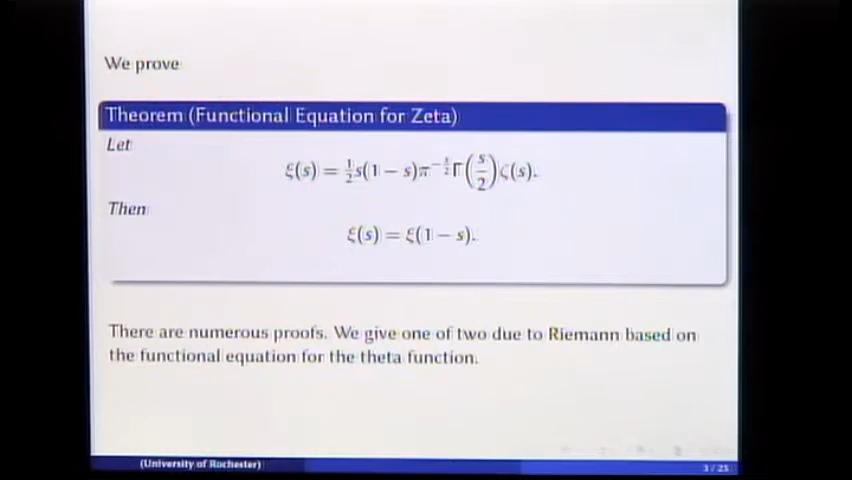 We prove
Theorem (Functional Equation for Zeta)
Let
ξ(s) = ½s(1 − s)π^{−s/2}Γ(s/2)ζ(s).
Then
ξ(s) = ξ(1 − s).
There are numerous proofs. We give one of two due to Riemann based on
the functional equation for the theta function.
(University of Rochester)
3 / 25